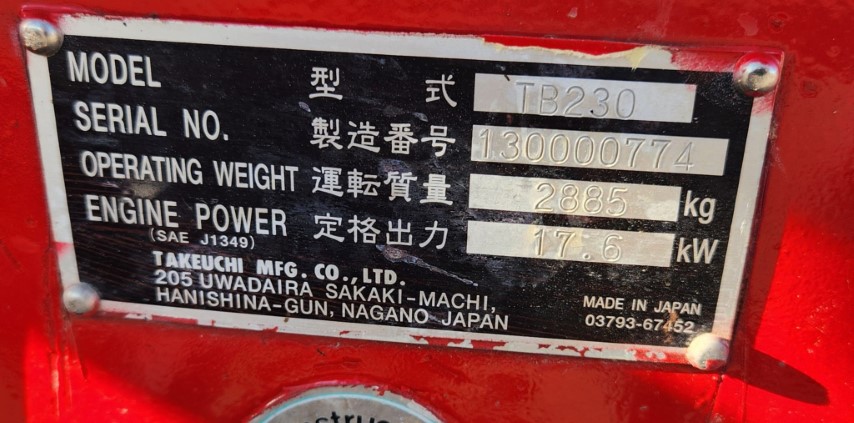 MODEL 型 式 TB230
SERIAL NO. 製造番号 130000774
OPERATING WEIGHT 運転質量 2885 kg
ENGINE POWER 定格出力 17.6 kW
(SAE J1349)
TAKEUCHI MFG. CO., LTD.
205 UWADAIRA SAKAKI-MACHI,
HANISHINA-GUN, NAGANO JAPAN
MADE IN JAPAN
03793-67452